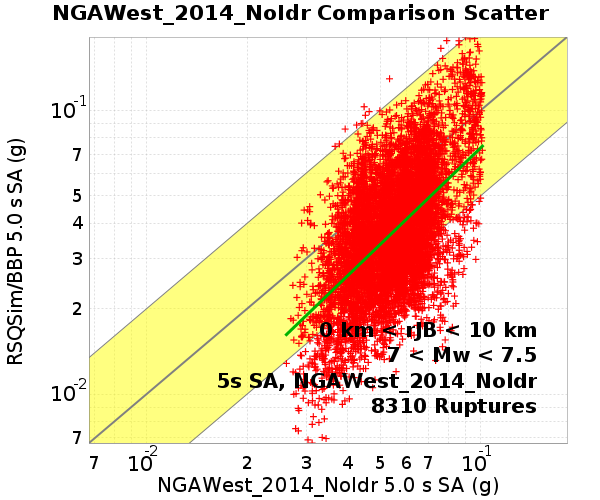 NGAWest_2014_NoIdr Comparison Scatter
RSQSim/BBP 5.0 s SA (g)
10-1
7
5
4
3
2
10-2
7
0 km < rJB < 10 km
7 < Mw < 7.5
5s SA, NGAWest_2014_NoIdr
8310 Ruptures
7 10-2 2 3 4 5 6 7 10-1
NGAWest_2014_NoIdr 5.0 s SA (g)